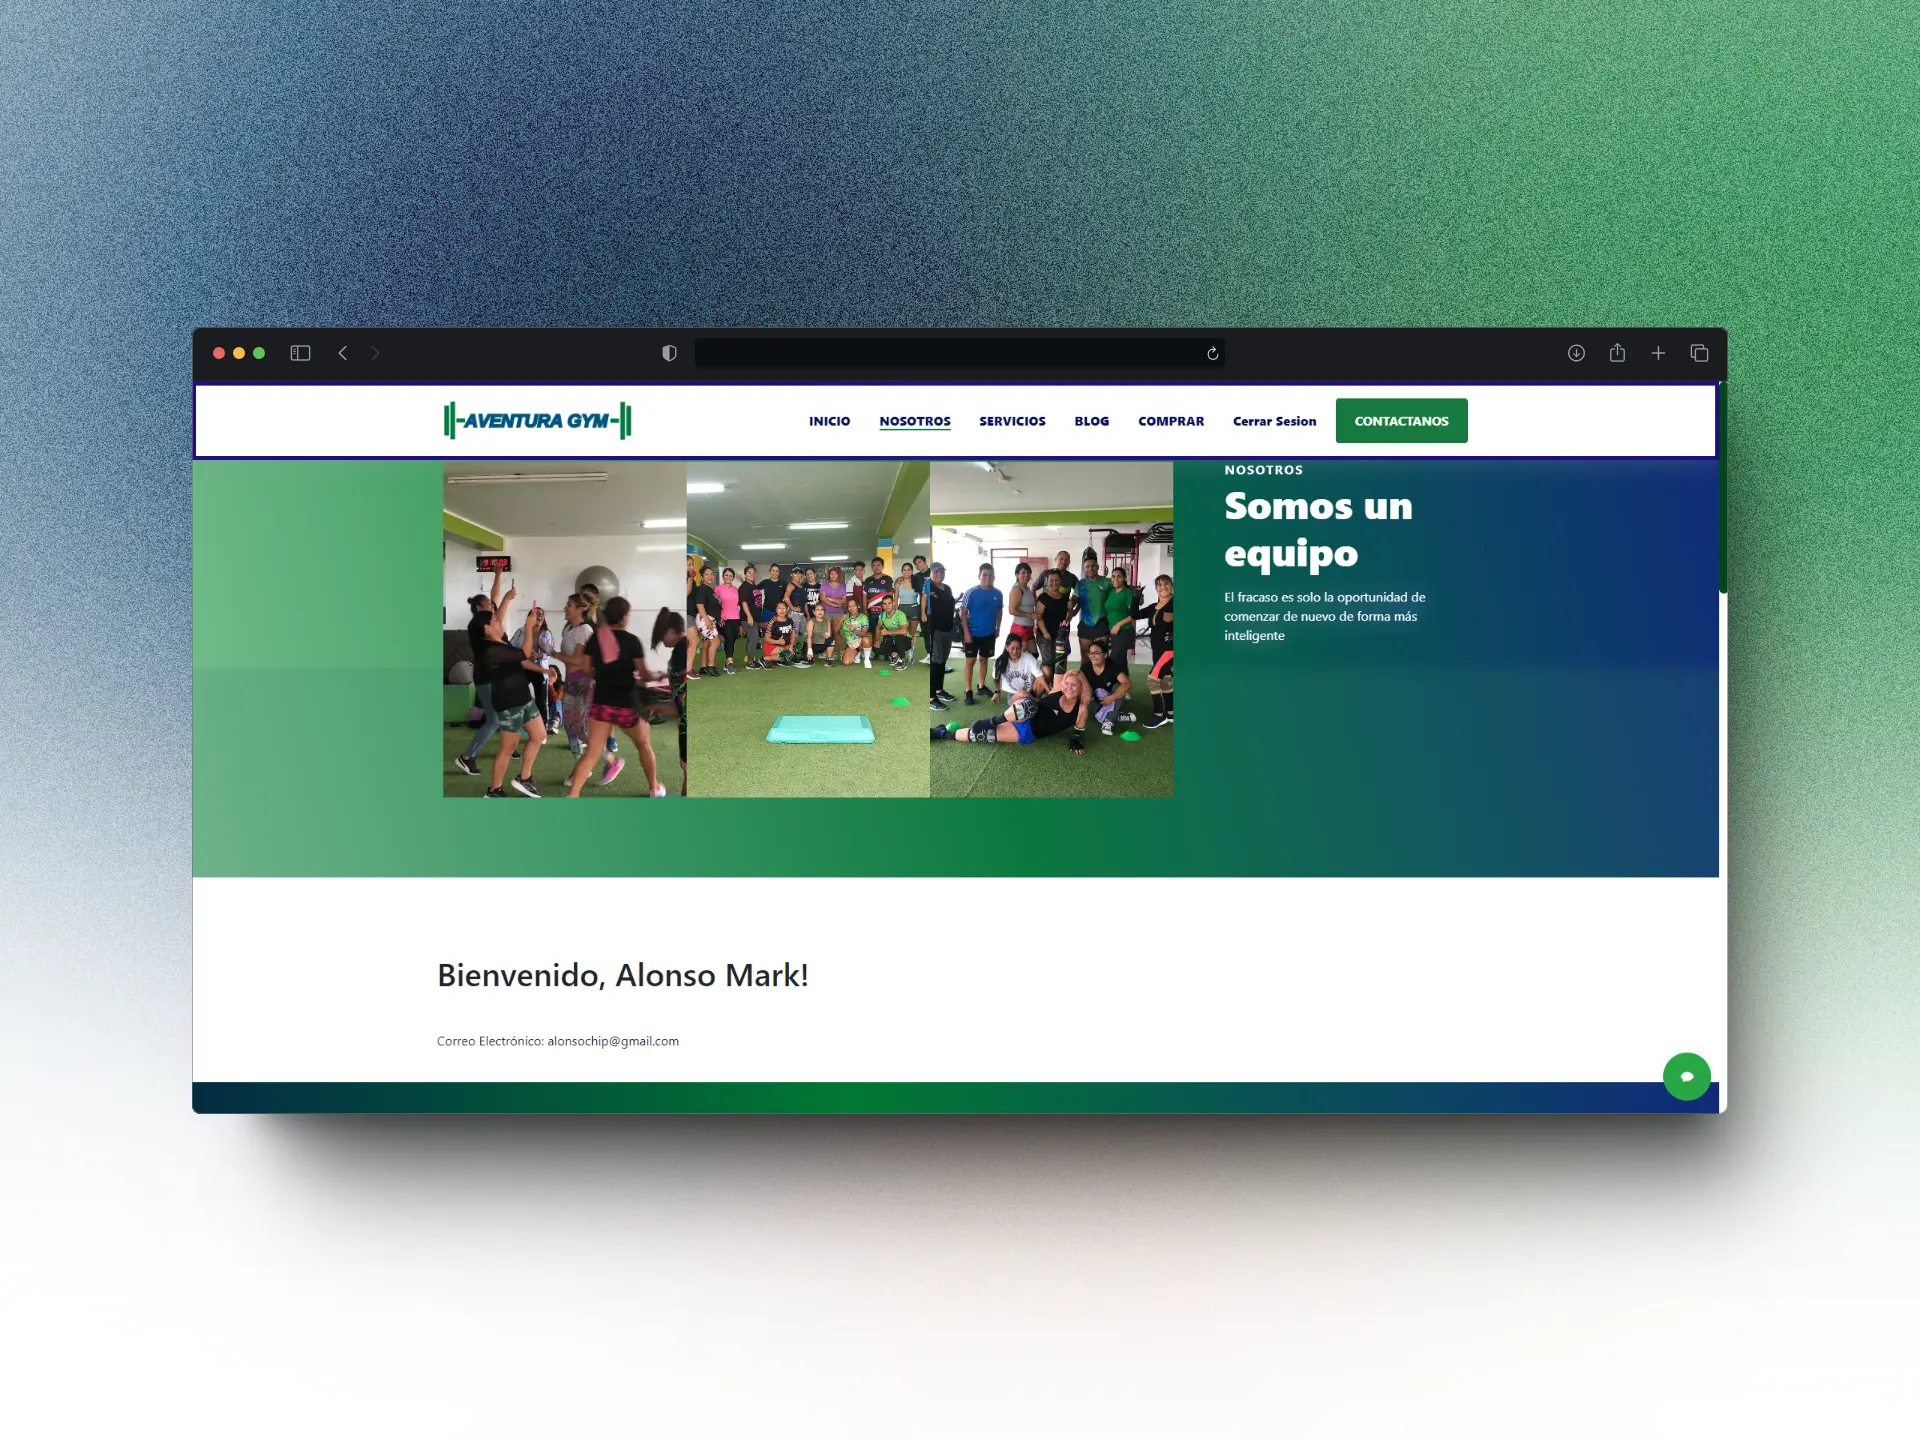 AVENTURA GYM
INICIO NOSOTROS SERVICIOS BLOG COMPRAR Cerrar Sesion CONTACTANOS
NOSOTROS
Somos un
equipo
El fracaso es solo la oportunidad de
comenzar de nuevo de forma más
inteligente
Bienvenido, Alonso Mark!
Correo Electrónico: alonsochip@gmail.com